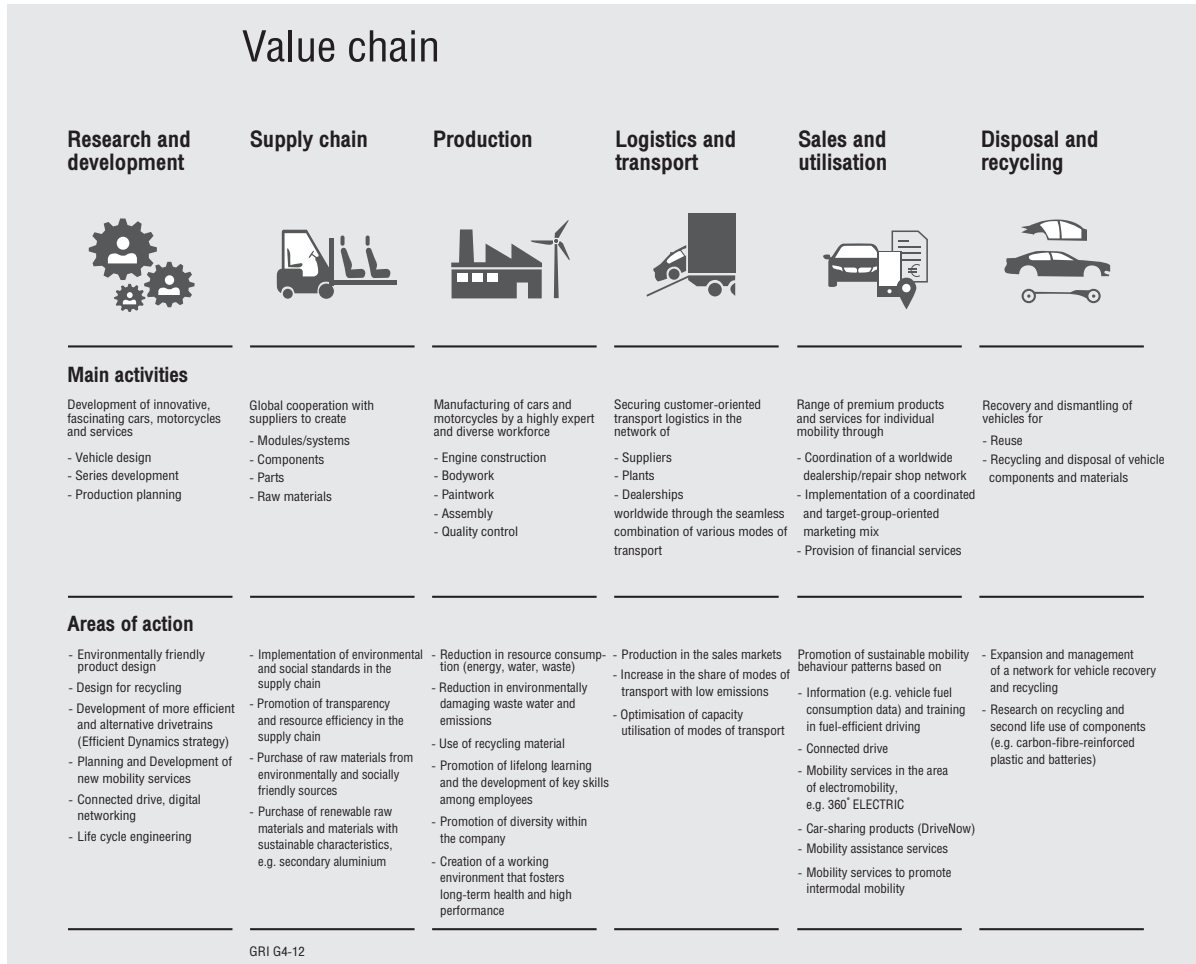 Value chain
Research and
development
Supply chain
Production
Logistics and
transport
Sales and
utilisation
Disposal and
recycling
€
Main activities
Development of innovative,
fascinating cars, motorcycles
and services
- Vehicle design
- Series development
- Production planning
Global cooperation with
suppliers to create
- Modules/systems
- Components
- Parts
- Raw materials
Manufacturing of cars and
motorcycles by a highly expert
and diverse workforce
- Engine construction
- Bodywork
- Paintwork
- Assembly
- Quality control
Securing customer-oriented
transport logistics in the
network of
- Suppliers
- Plants
- Dealerships
worldwide through the seamless
combination of various modes of
transport
Range of premium products
and services for individual
mobility through
- Coordination of a worldwide
dealership/repair shop network
- Implementation of a coordinated
and target-group-oriented
marketing mix
- Provision of financial services
Recovery and dismantling of
vehicles for
- Reuse
- Recycling and disposal of vehicle
components and materials
Areas of action
- Environmentally friendly
product design
- Design for recycling
- Development of more efficient
and alternative drivetrains
(Efficient Dynamics strategy)
- Planning and Development of
new mobility services
- Connected drive, digital
networking
- Life cycle engineering
- Implementation of environmental
and social standards in the
supply chain
- Promotion of transparency
and resource efficiency in the
supply chain
- Purchase of raw materials from
environmentally and socially
friendly sources
- Purchase of renewable raw
materials and materials with
sustainable characteristics,
e.g. secondary aluminium
- Reduction in resource consump-
tion (energy, water, waste)
- Reduction in environmentally
damaging waste water and
emissions
- Use of recycling material
- Promotion of lifelong learning
and the development of key skills
among employees
- Promotion of diversity within
the company
- Creation of a working
environment that fosters
long-term health and high
performance
- Production in the sales markets
- Increase in the share of modes of
transport with low emissions
- Optimisation of capacity
utilisation of modes of transport
Promotion of sustainable mobility
behaviour patterns based on
- Information (e.g. vehicle fuel
consumption data) and training
in fuel-efficient driving
- Connected drive
- Mobility services in the area
of electromobility,
e.g. 360° ELECTRIC
- Car-sharing products (DriveNow)
- Mobility assistance services
- Mobility services to promote
intermodal mobility
- Expansion and management
of a network for vehicle recovery
and recycling
- Research on recycling and
second life use of components
(e.g. carbon-fibre-reinforced
plastic and batteries)
GRI G4-12